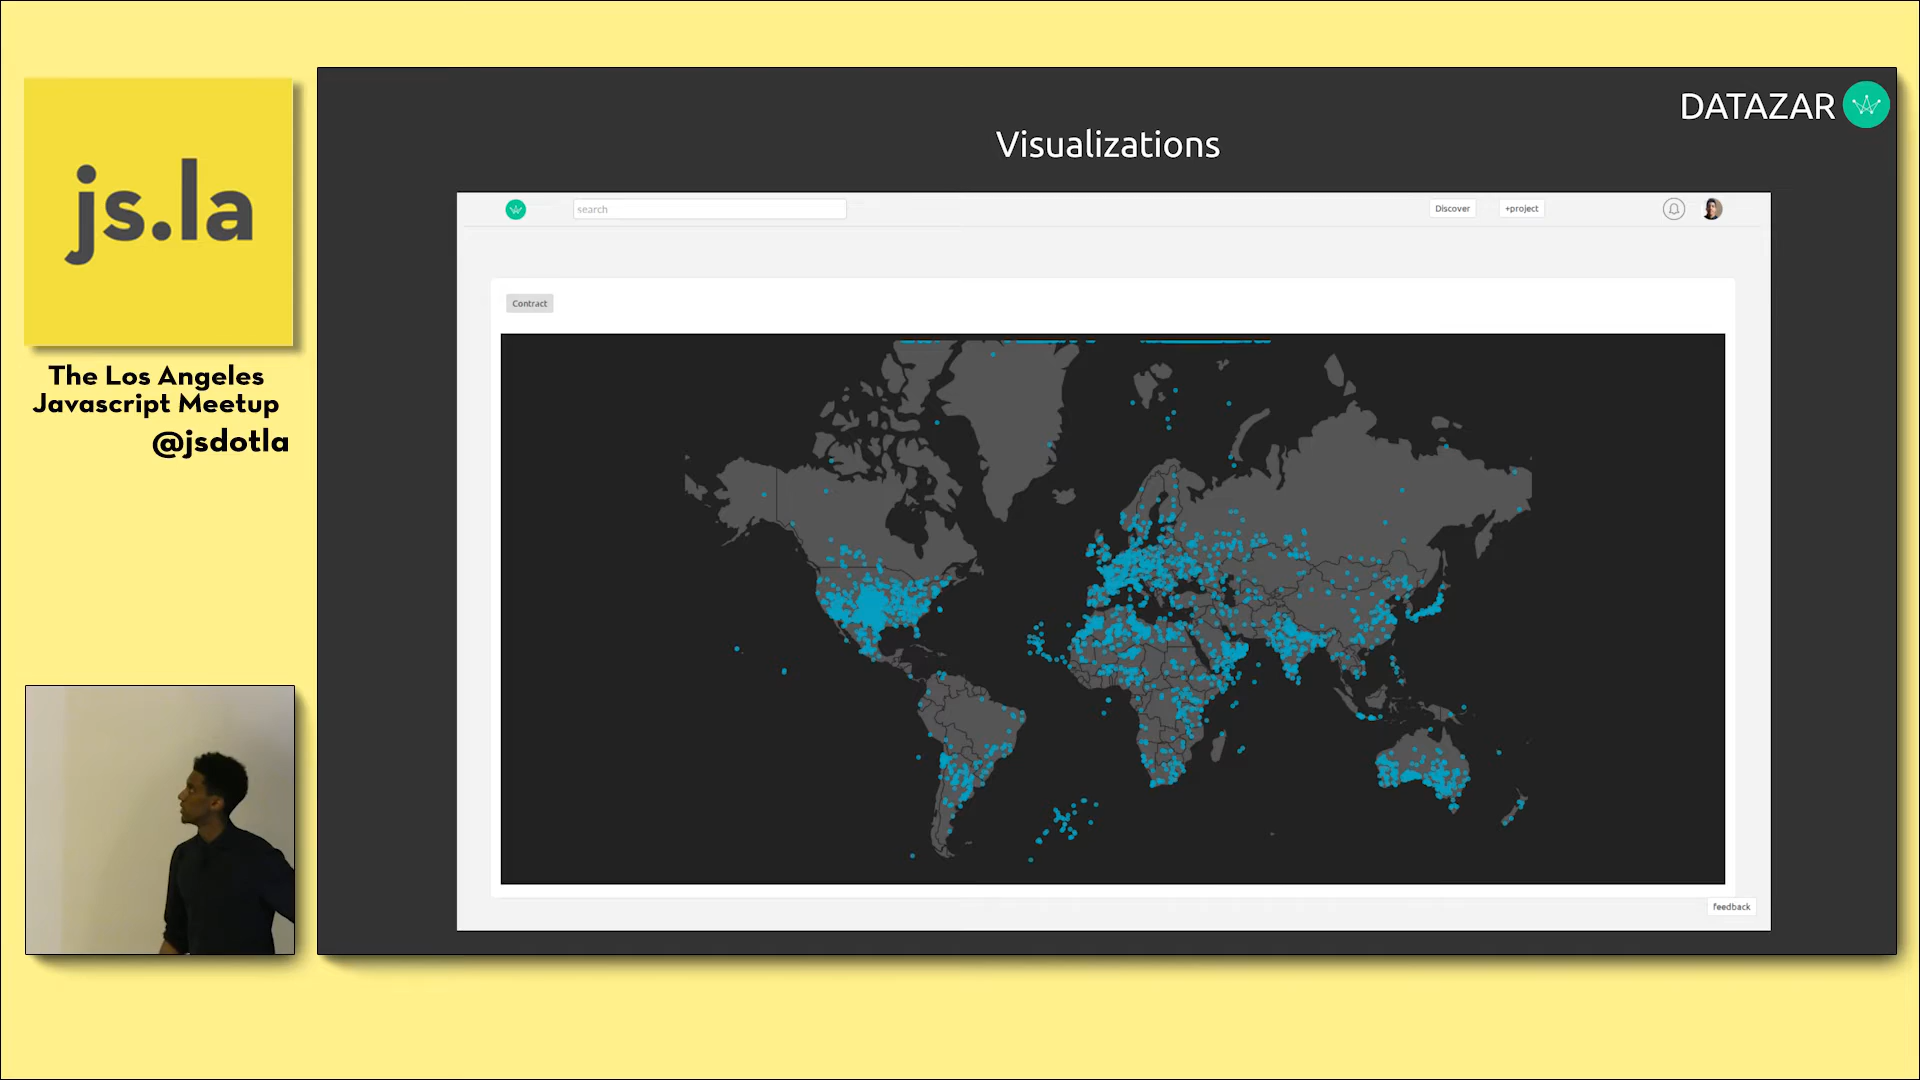 js.la
The Los Angeles
Javascript Meetup
@jsdotla
DATAZAR
Visualizations
search
Discover
+project
Contract
feedback